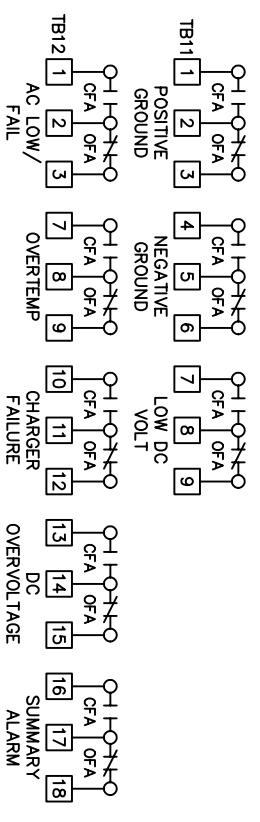 TB11
CFA OFA CFA OFA CFA OFA
1 2 3 4 5 6 7 8 9
POSITIVE GROUND
NEGATIVE GROUND
LOW DC VOLT
TB12
CFA OFA CFA OFA CFA OFA CFA OFA CFA OFA
1 2 3 7 8 9 10 11 12 13 14 15 16 17 18
AC LOW/
FAIL
OVERTEMP
CHARGER
FAILURE
DC
OVERVOLTAGE
SUMMARY
ALARM